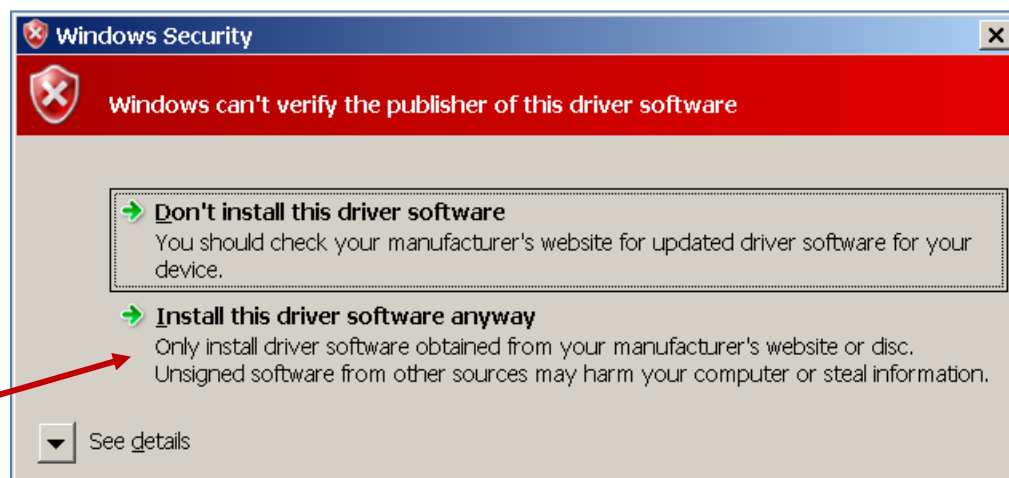 Windows Security
Windows can't verify the publisher of this driver software
Don't install this driver software
You should check your manufacturer's website for updated driver software for your
device.
Install this driver software anyway
Only install driver software obtained from your manufacturer's website or disc.
Unsigned software from other sources may harm your computer or steal information.
See details